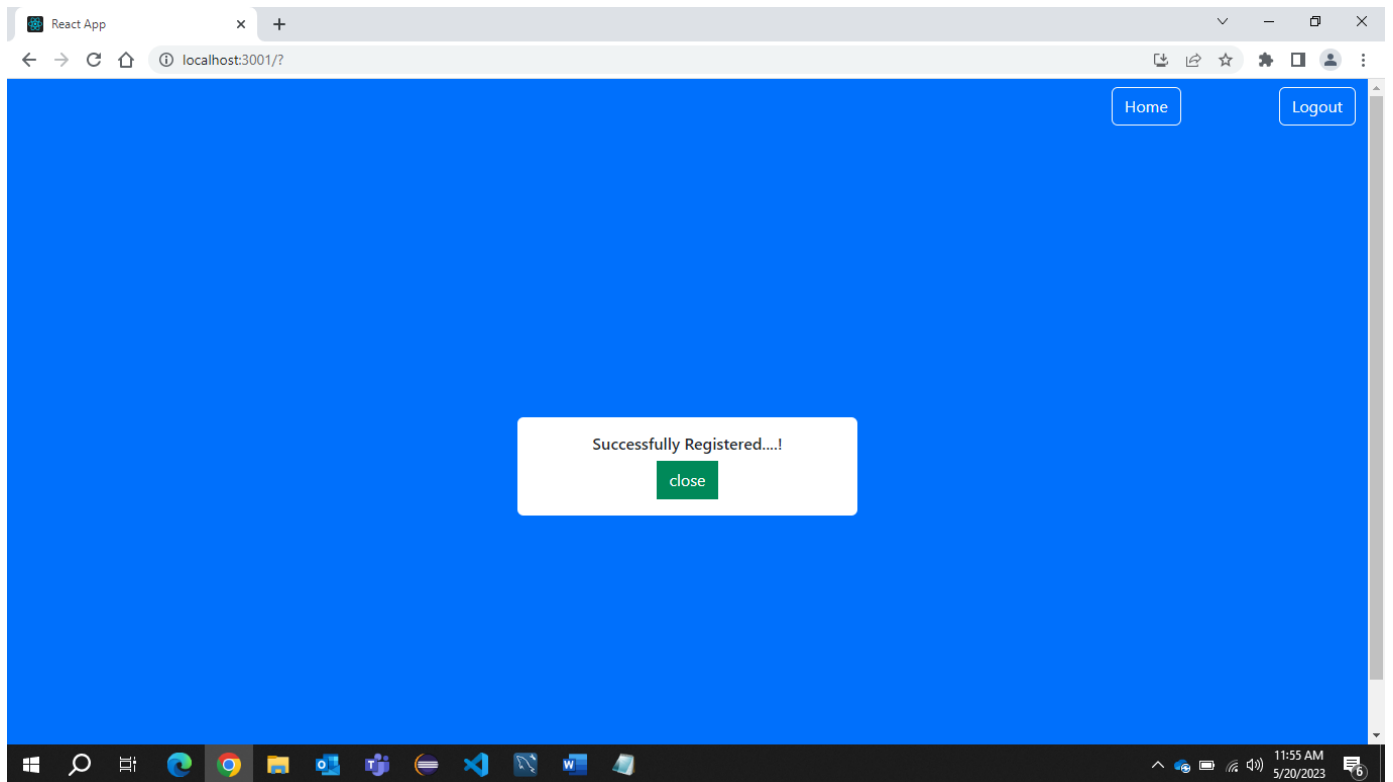 React App
localhost:3001/?
Home
Logout
Successfully Registered....!
close
11:55 AM
5/20/2023
6